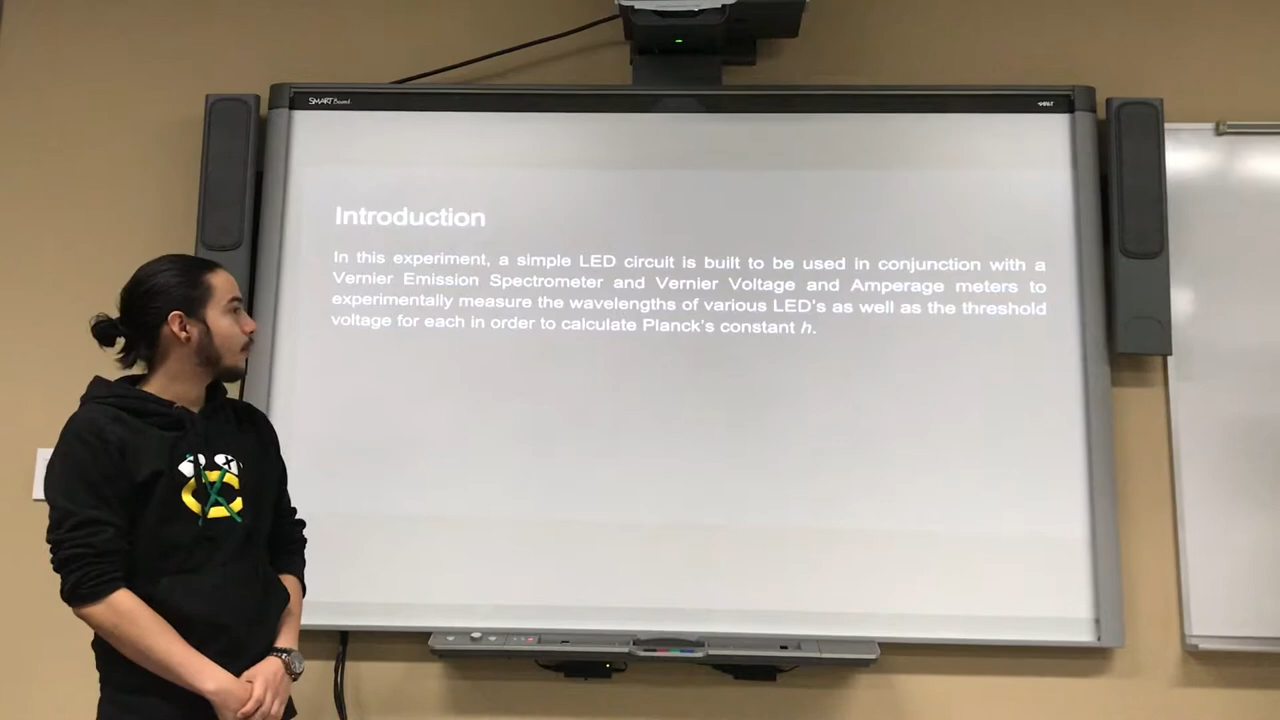 SMART Board
Introduction
In this experiment, a simple LED circuit is built to be used in conjunction with a
Vernier Emission Spectrometer and Vernier Voltage and Amperage meters to
experimentally measure the wavelengths of various LED's as well as the threshold
voltage for each in order to calculate Planck's constant h.